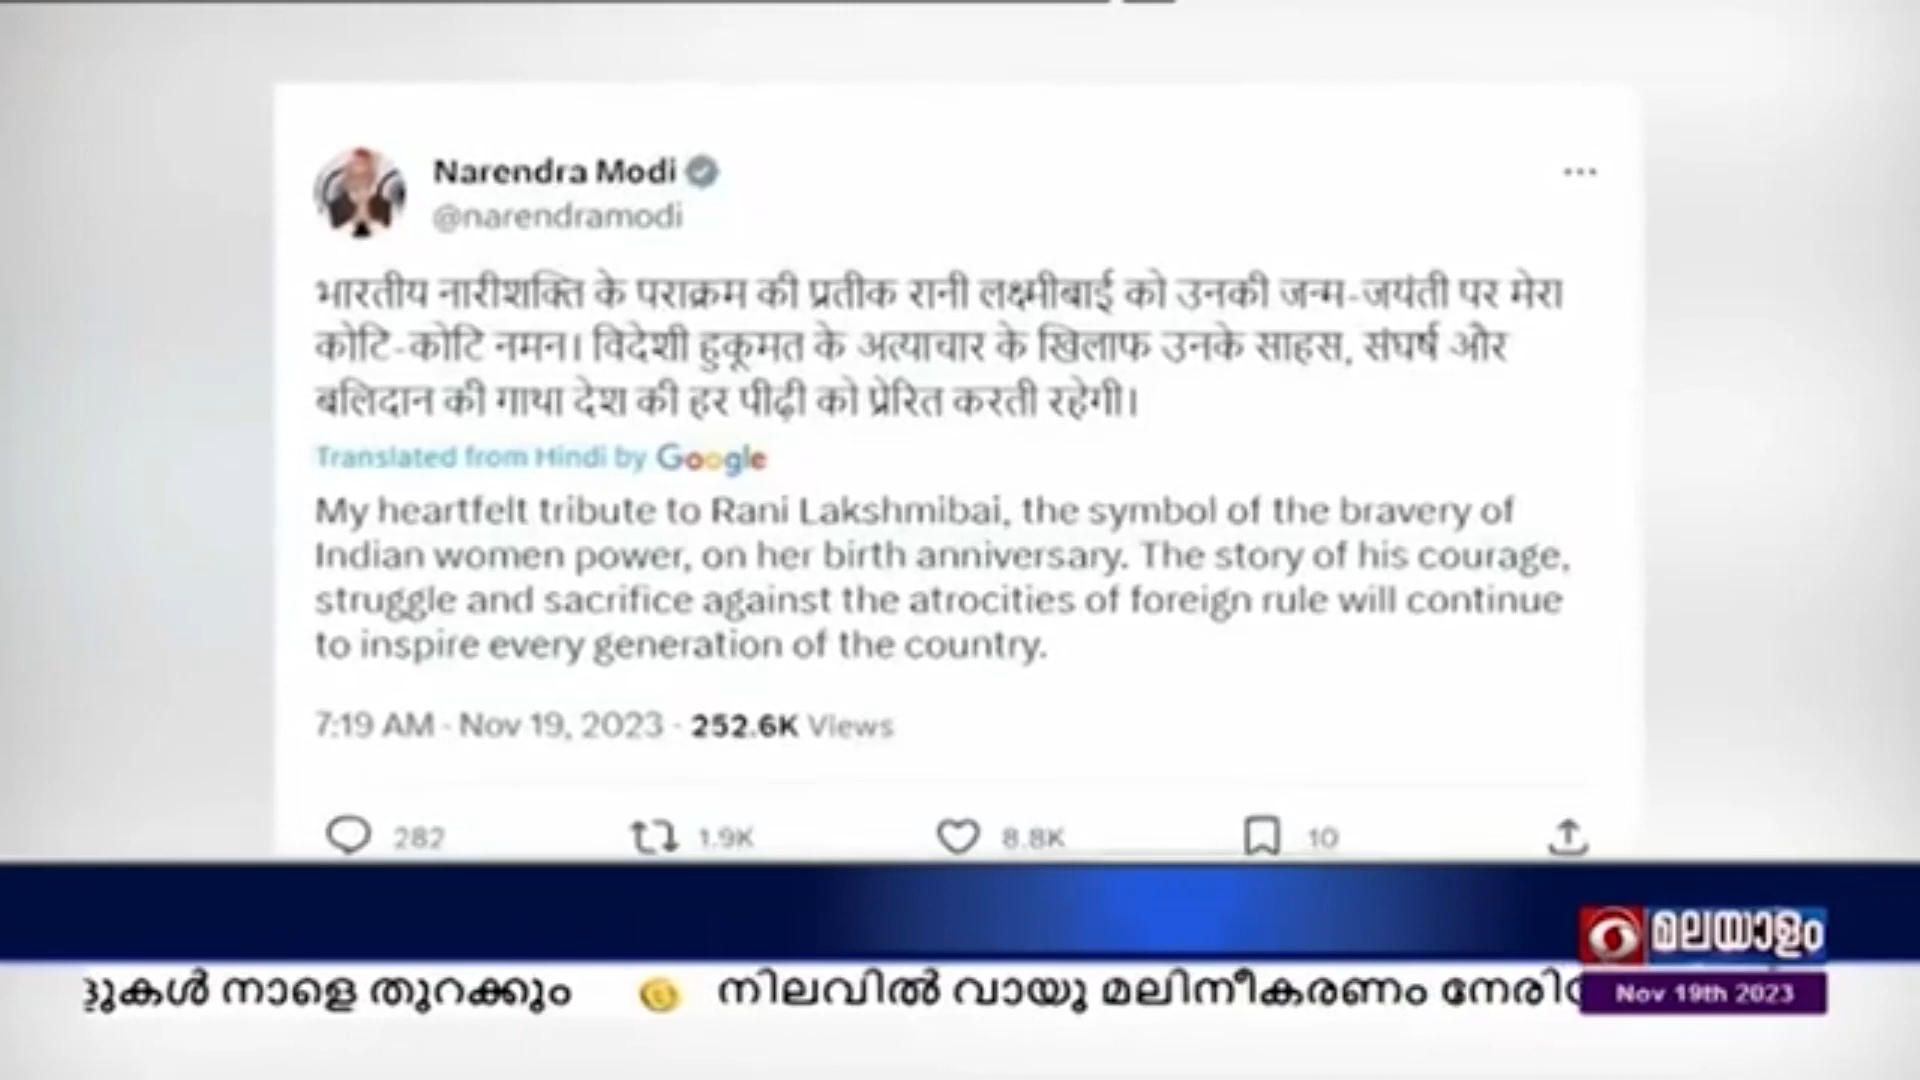 Narendra Modi
@narendramodi
भारतीय नारीशक्ति के पराक्रम की प्रतीक रानी लक्ष्मीबाई को उनकी जन्म-जयंती पर मेरा
कोटि-कोटि नमन। विदेशी हुकूमत के अत्याचार के खिलाफ उनके साहस, संघर्ष और
बलिदान की गाथा देश की हर पीढ़ी को प्रेरित करती रहेगी।
Translated from Hindi by Google
My heartfelt tribute to Rani Lakshmibai, the symbol of the bravery of
Indian women power, on her birth anniversary. The story of his courage,
struggle and sacrifice against the atrocities of foreign rule will continue
to inspire every generation of the country.
7:19 AM · Nov 19, 2023 · 252.6K Views
282 1.9K 8.8K 10
മലയാളം
നാളെ തുറക്കും നിലവിൽ വായു മലിനീകരണം
Nov 19th 2023